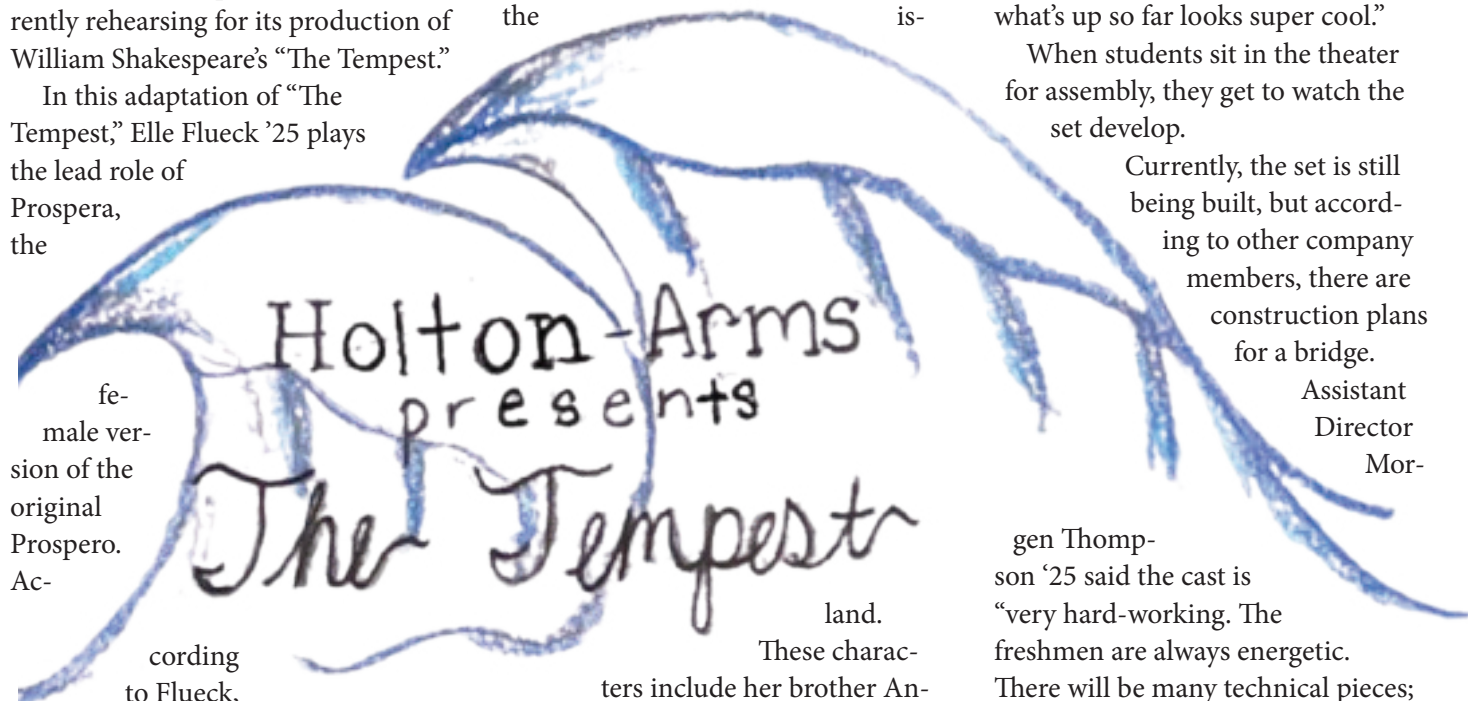 rently rehearsing for its production of
William Shakespeare’s “The Tempest.”
In this adaptation of “The
Tempest,” Elle Flueck ’25 plays
the lead role of
Prospera,
the
fe-
male ver-
sion of the
original
Prospero.
Ac-
cording
to Flueck,
the is-
land.
These charac-
ters include her brother An-
Holton-Arms
presents
The Tempest
what’s up so far looks super cool.”
When students sit in the theater
for assembly, they get to watch the
set develop.
Currently, the set is still
being built, but accord-
ing to other company
members, there are
construction plans
for a bridge.
Assistant
Director
Mor-
gen Thomp-
son ‘25 said the cast is
“very hard-working. The
freshmen are always energetic.
There will be many technical pieces;